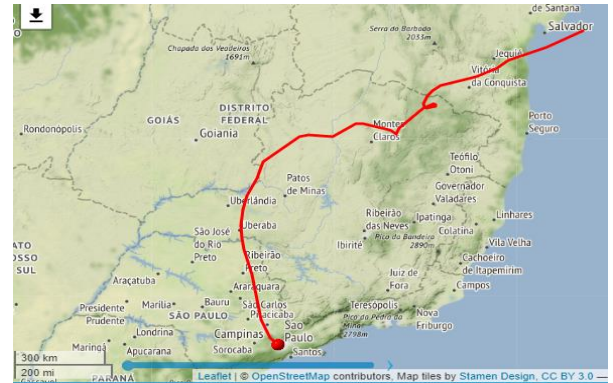 de Santana
Salvador
Serra do Barbado
2033m
Chapada dos Veadeiros
1691m
Jequié
Vitória
da Conquista
DISTRITO
FEDERAL
GOIÁS
Goiania
Rondonópolis
Montes
Claros
Porto
Seguro
Teófilo
Otoni
Patos
de Minas
Governador
Valadares
Uberlândia
Uberaba
Ribeirão
das Neves
Ipatinga
Linhares
Pico da Bandeira
2890m
Colatina
Ibirité
Vila Velha
São José
do Rio
Preto
Ribeirão
Preto
Cachoeiro
de Itapemirim
ATO
OSSO
SUL
Araçatuba
Araraquara
Juiz de
Fora
Campos
Presidente
Prudente
Marília
Bauru
São Carlos
Piracicaba
SÃO PAULO
Teresópolis
Pico da Pedra da
Mina
2798m
Nova
Friburgo
Londrina
Maringá
Apucarana
Campinas
Sorocaba
São
Paulo
Santos
300 km
200 mi
Cascavel
PARANÁ
Leaflet | © OpenStreetMap contributors, Map tiles by Stamen Design, CC BY 3.0 —